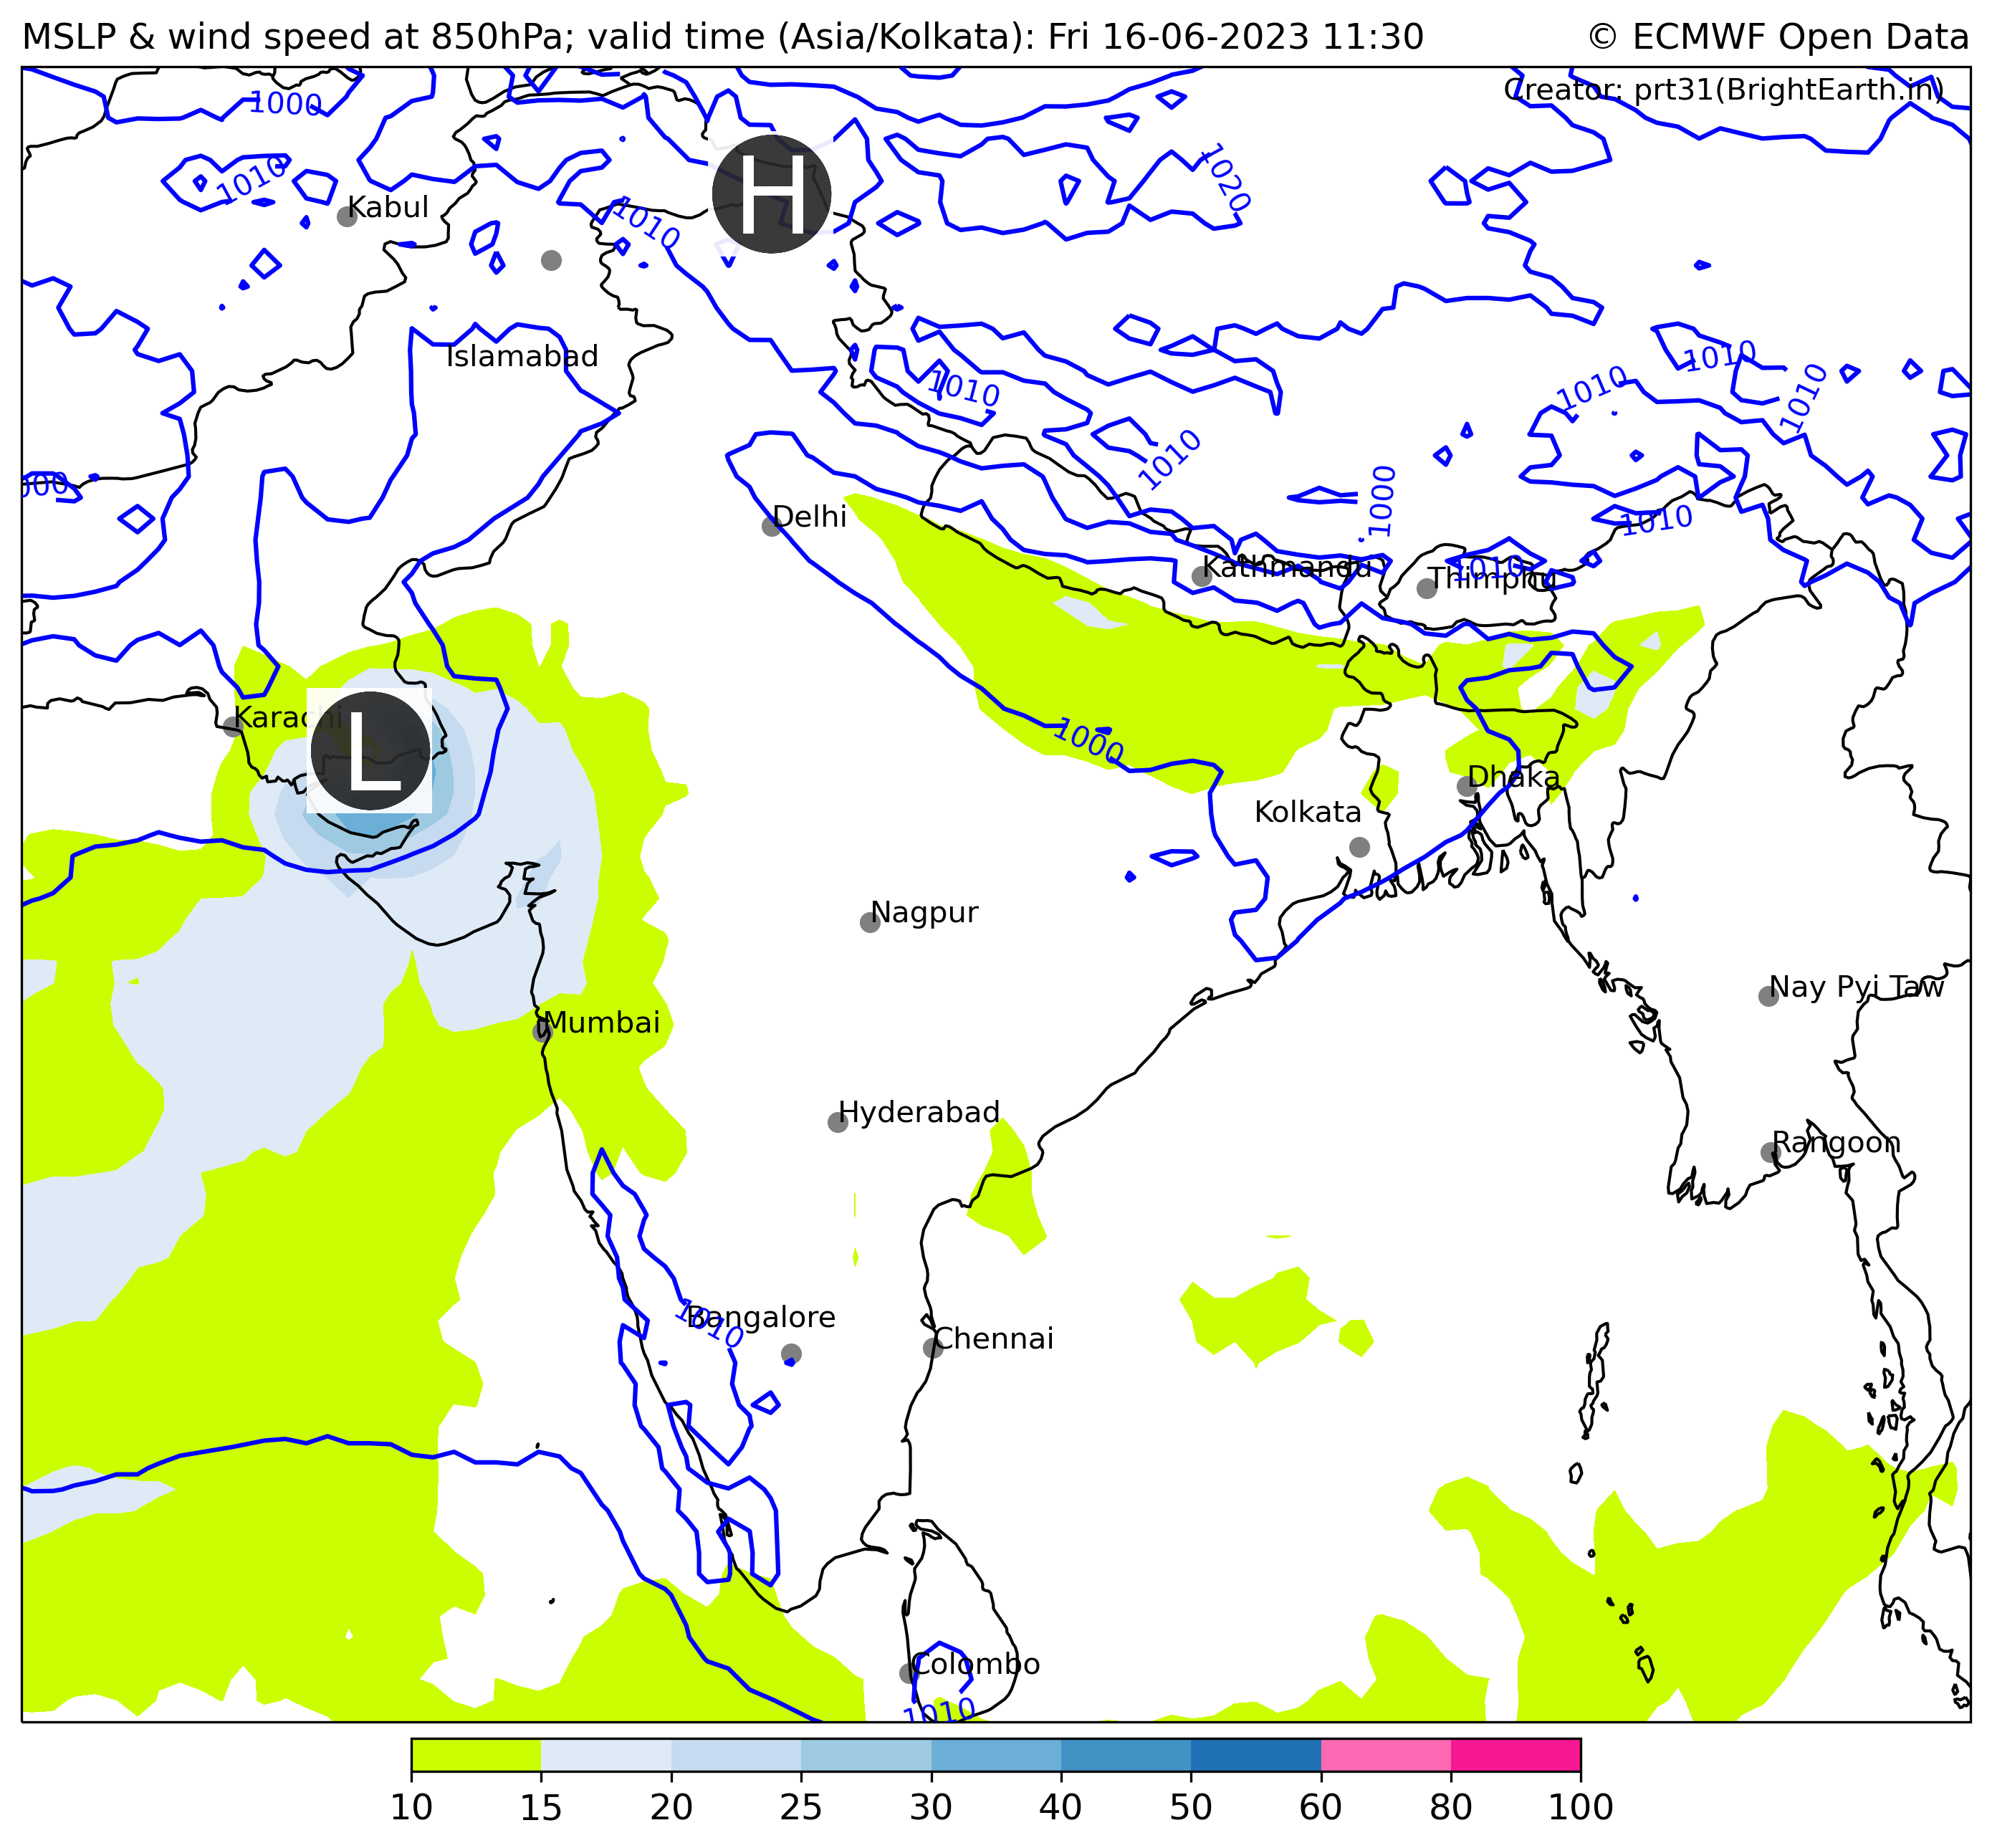 MSLP & wind speed at 850hPa; valid time (Asia/Kolkata): Fri 16-06-2023 11:30
© ECMWF Open Data
Creator: prt31(BrightEarth.in)
1000
H
1010
1020
Kabul
1010
Islamabad
1010
1010
1010
1010
1010
1010
000
1000
Delhi
1010
Kathmandu
1010
Thimphu
Karachi
L
1000
Dhaka
Kolkata
Nagpur
Nay Pyi Taw
Mumbai
Hyderabad
Rangoon
1010
Bangalore
Chennai
Colombo
1010
10 15 20 25 30 40 50 60 80 100